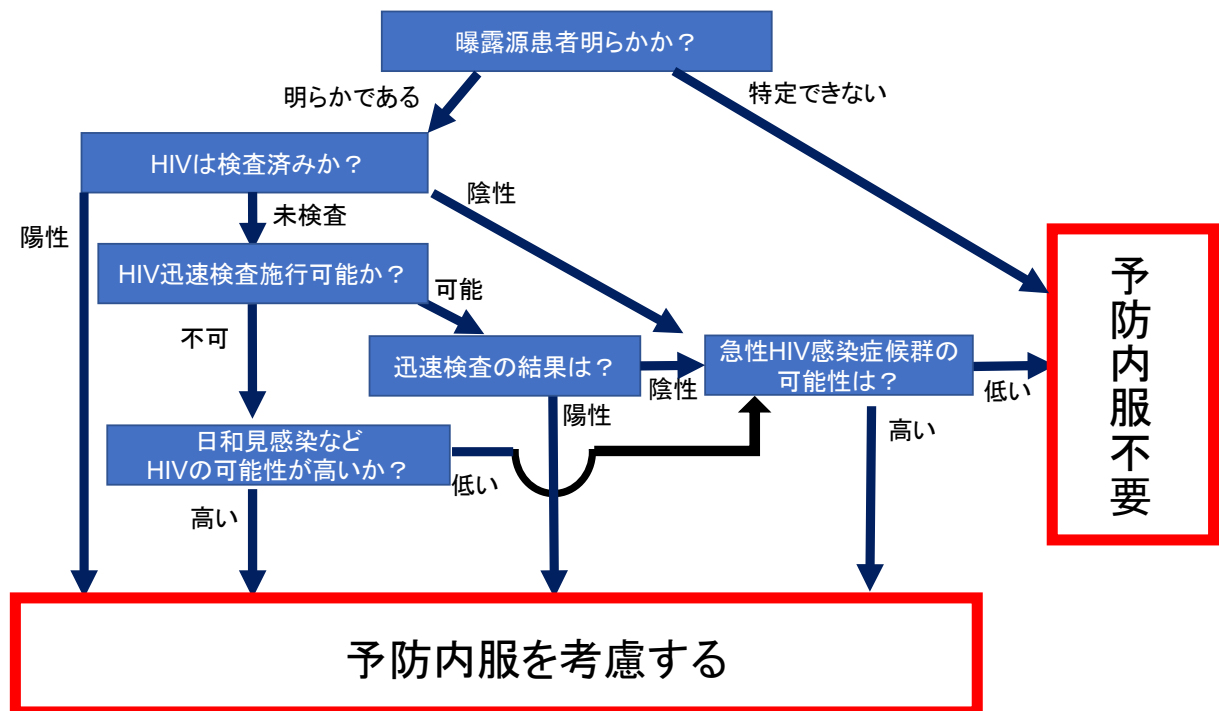 曝露源患者明らかか？
明らかである
特定できない
HIVは検査済みか？
陰性
未検査
陽性
HIV迅速検査施行可能か？
可能
不可
迅速検査の結果は？
陰性
陽性
急性HIV感染症候群の
可能性は？
低い
高い
日和見感染など
HIVの可能性が高いか？
低い
高い
予防内服不要
予防内服を考慮する